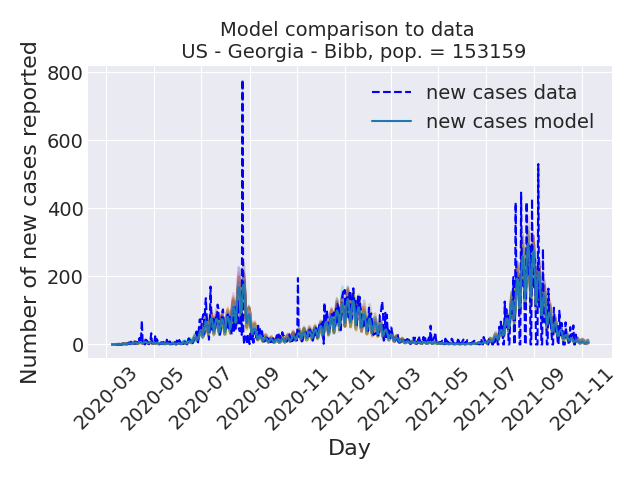 Model comparison to data
US - Georgia - Bibb, pop. = 153159
Number of new cases reported
800
600
400
200
0
new cases data
new cases model
2020-03
2020-05
2020-07
2020-09
2020-11
2021-01
2021-03
2021-05
2021-07
2021-09
2021-11
Day